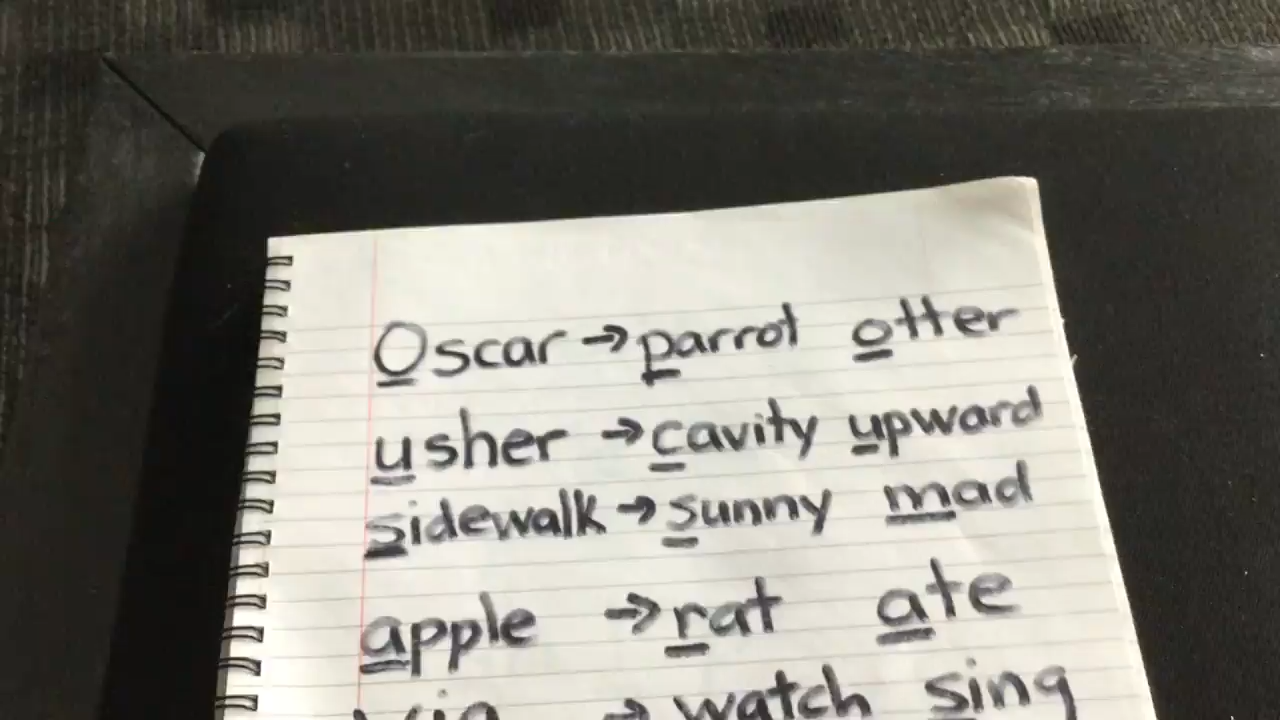 Oscar → parrot otter
usher → cavity upward
sidewalk → sunny mad
apple → rat ate
→ watch sing